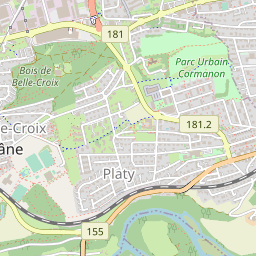 181
Parc Urbain
Cormanon
Bois de
Belle-Croix
181.2
e-Croix
âne
Platy
155